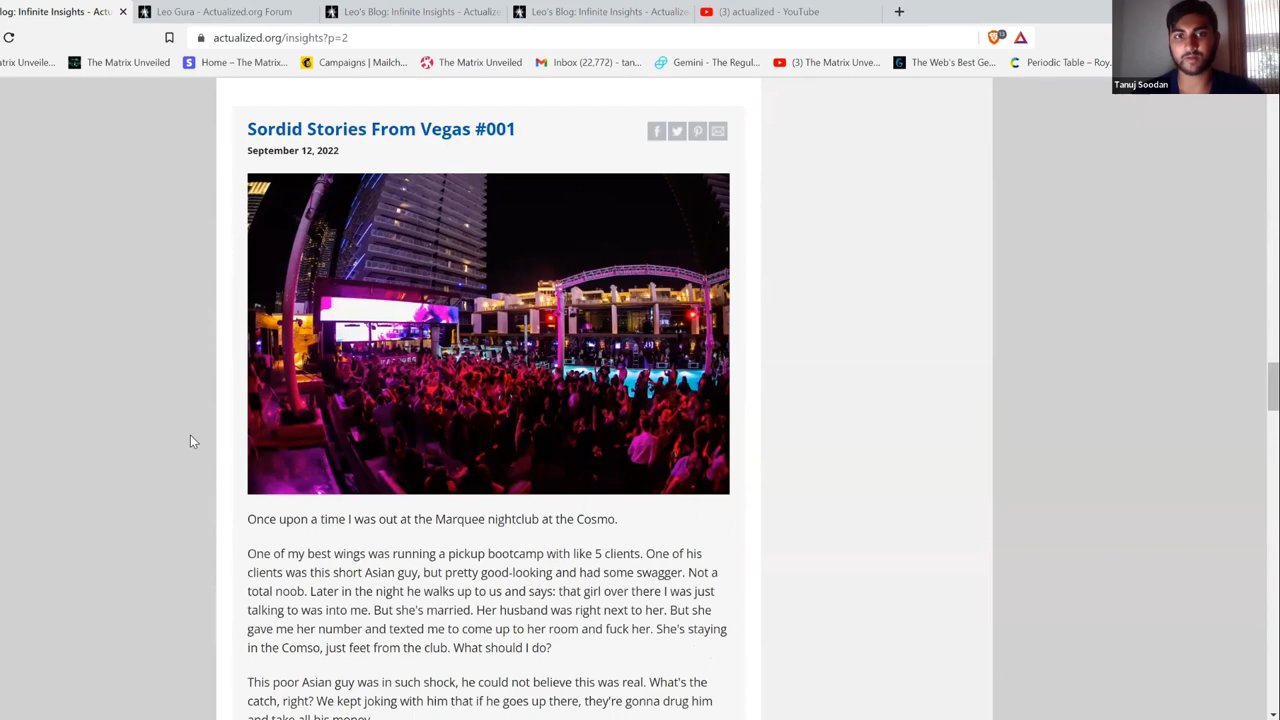 log: Infinite Insights - Actu
Leo Gura - Actualized.org Forum
Leo's Blog: Infinite Insights - Actualize
Leo's Blog: Infinite Insights - Actualize
(3) actualized - YouTube
actualized.org/insights?p=2
13
atrix Unveile...
The Matrix Unveiled
Home – The Matrix...
Campaigns | Mailch...
The Matrix Unveiled
Inbox (22,772) - tan...
Gemini - The Regul...
(3) The Matrix Unve...
The Web's Best Ge...
Periodic Table – Roy...
Tanuj Soodan
Sordid Stories From Vegas #001
September 12, 2022
Once upon a time I was out at the Marquee nightclub at the Cosmo.
One of my best wings was running a pickup bootcamp with like 5 clients. One of his
clients was this short Asian guy, but pretty good-looking and had some swagger. Not a
total noob. Later in the night he walks up to us and says: that girl over there I was just
talking to was into me. But she's married. Her husband was right next to her. But she
gave me her number and texted me to come up to her room and fuck her. She's staying
in the Comso, just feet from the club. What should I do?
This poor Asian guy was in such shock, he could not believe this was real. What's the
catch, right? We kept joking with him that if he goes up there, they're gonna drug him
and take all his money.